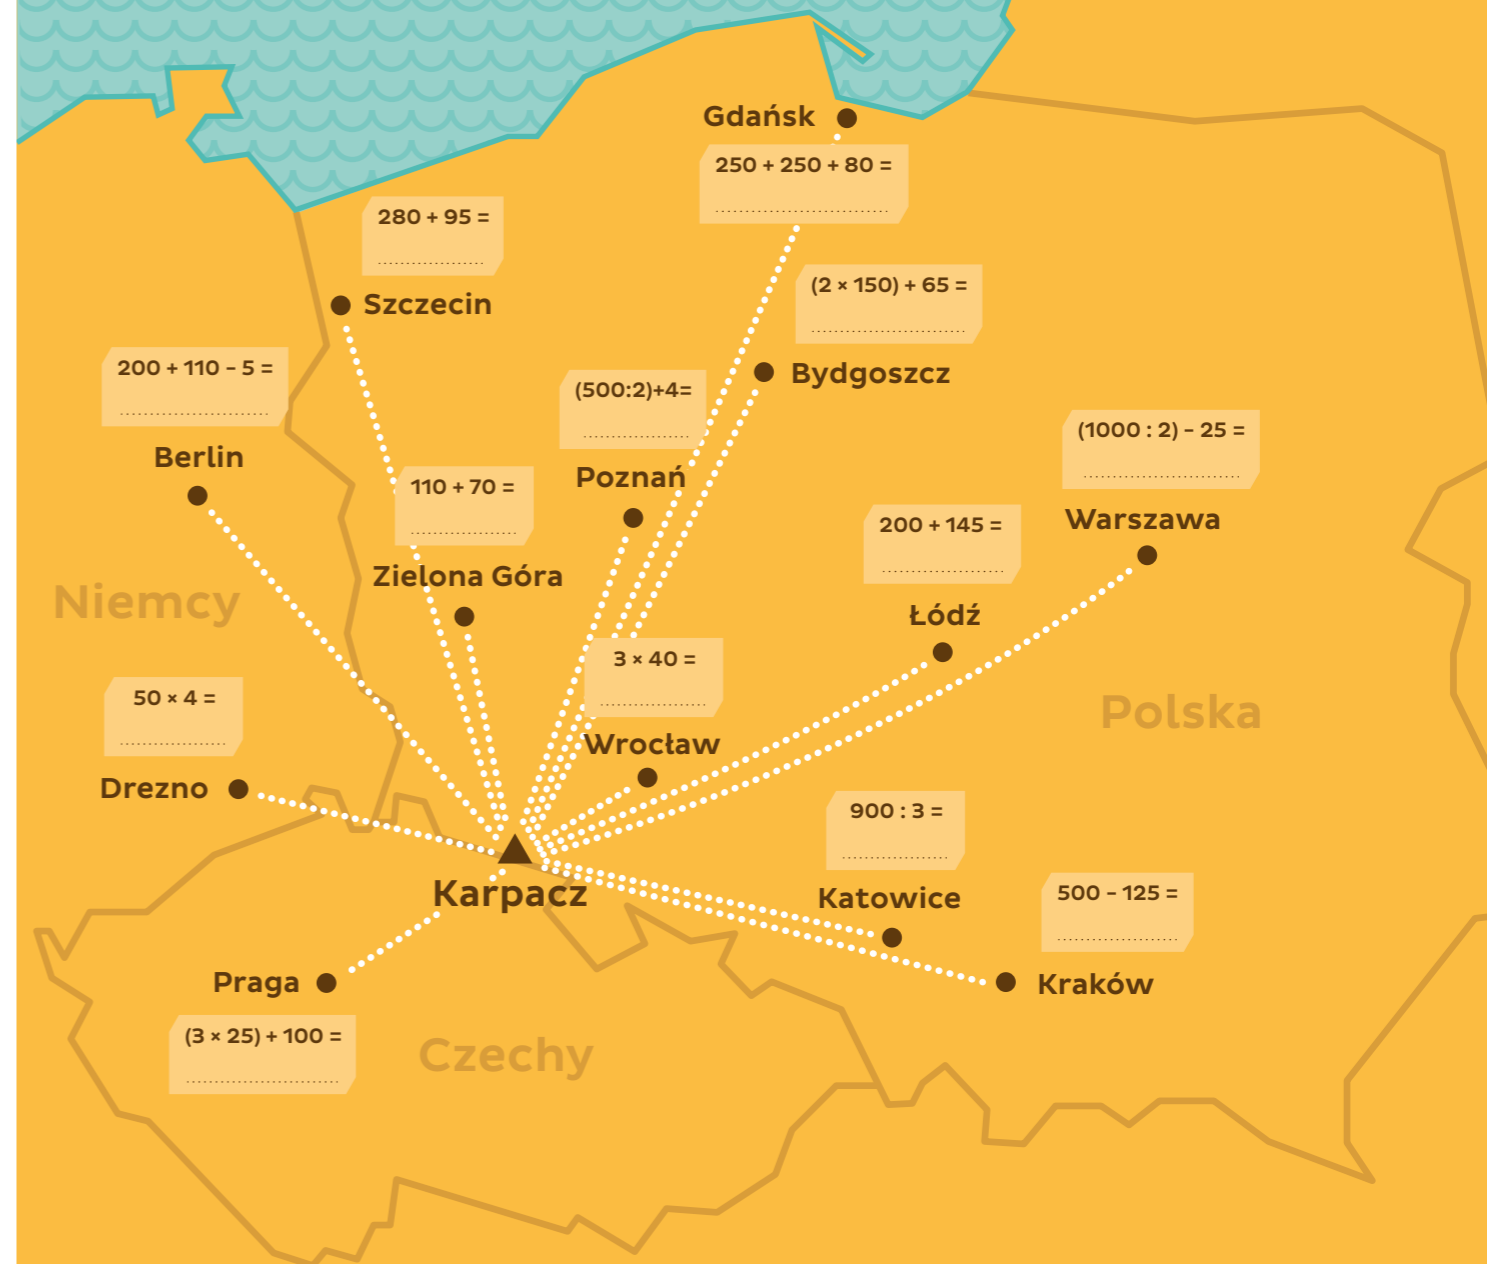 Gdańsk
250 + 250 + 80 =
............................
280 + 95 =
..................
Szczecin
(2 × 150) + 65 =
..........................
Bydgoszcz
200 + 110 - 5 =
.........................
Berlin
(500:2)+4=
..................
Poznań
(1000 : 2) - 25 =
..........................
Warszawa
110 + 70 =
..................
Zielona Góra
200 + 145 =
....................
Łódź
Niemcy
3 × 40 =
..................
Wrocław
Polska
50 × 4 =
..................
Drezno
900 : 3 =
..................
Katowice
Karpacz
500 - 125 =
....................
Kraków
Praga
(3 × 25) + 100 =
..........................
Czechy